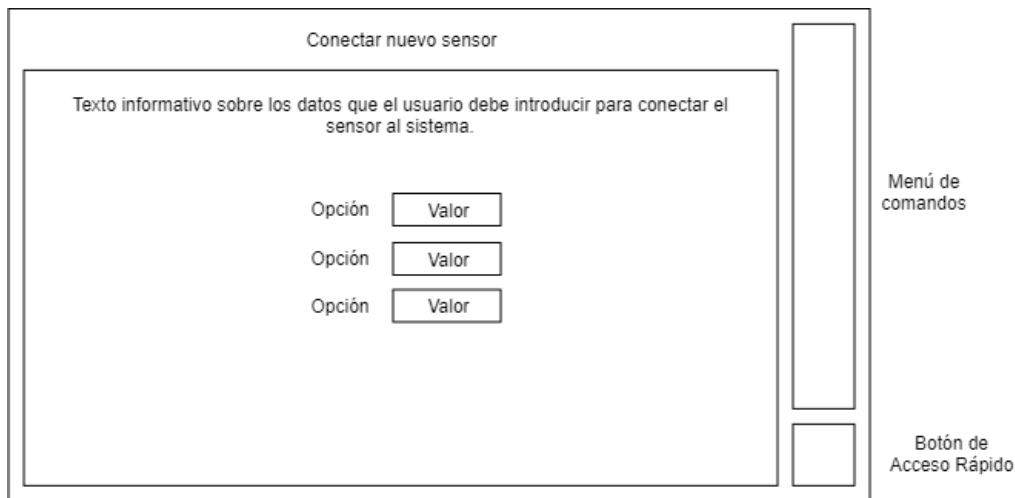 Conectar nuevo sensor
Texto informativo sobre los datos que el usuario debe introducir para conectar el
sensor al sistema.
Opción Valor
Opción Valor
Opción Valor
Menú de
comandos
Botón de
Acceso Rápido